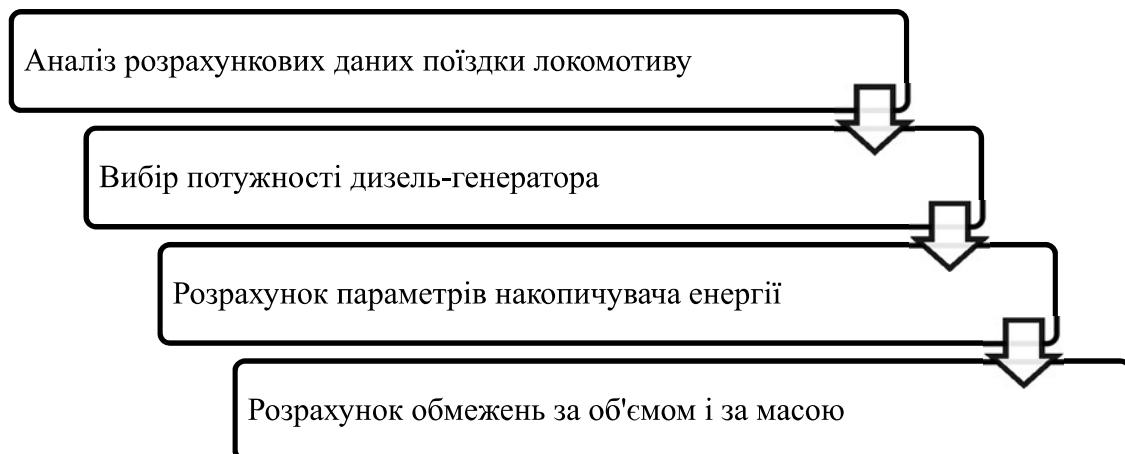 Аналіз розрахункових даних поїздки локомотиву
Вибір потужності дизель-генератора
Розрахунок параметрів накопичувача енергії
Розрахунок обмежень за об'ємом і за масою